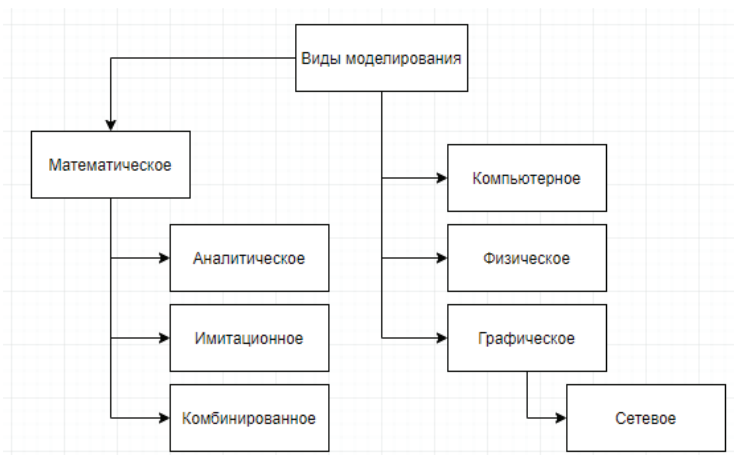 Виды моделирования
Математическое
Аналитическое
Имитационное
Комбинированное
Компьютерное
Физическое
Графическое
Сетевое